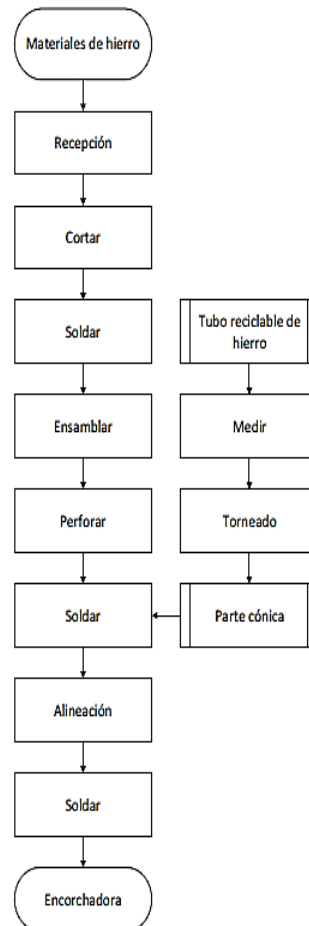 Materiales de hierro
Recepción
Cortar
Soldar
Ensamblar
Perforar
Soldar
Alineación
Soldar
Encorchadora
Tubo reciclable de
hierro
Medir
Torneado
Parte cónica